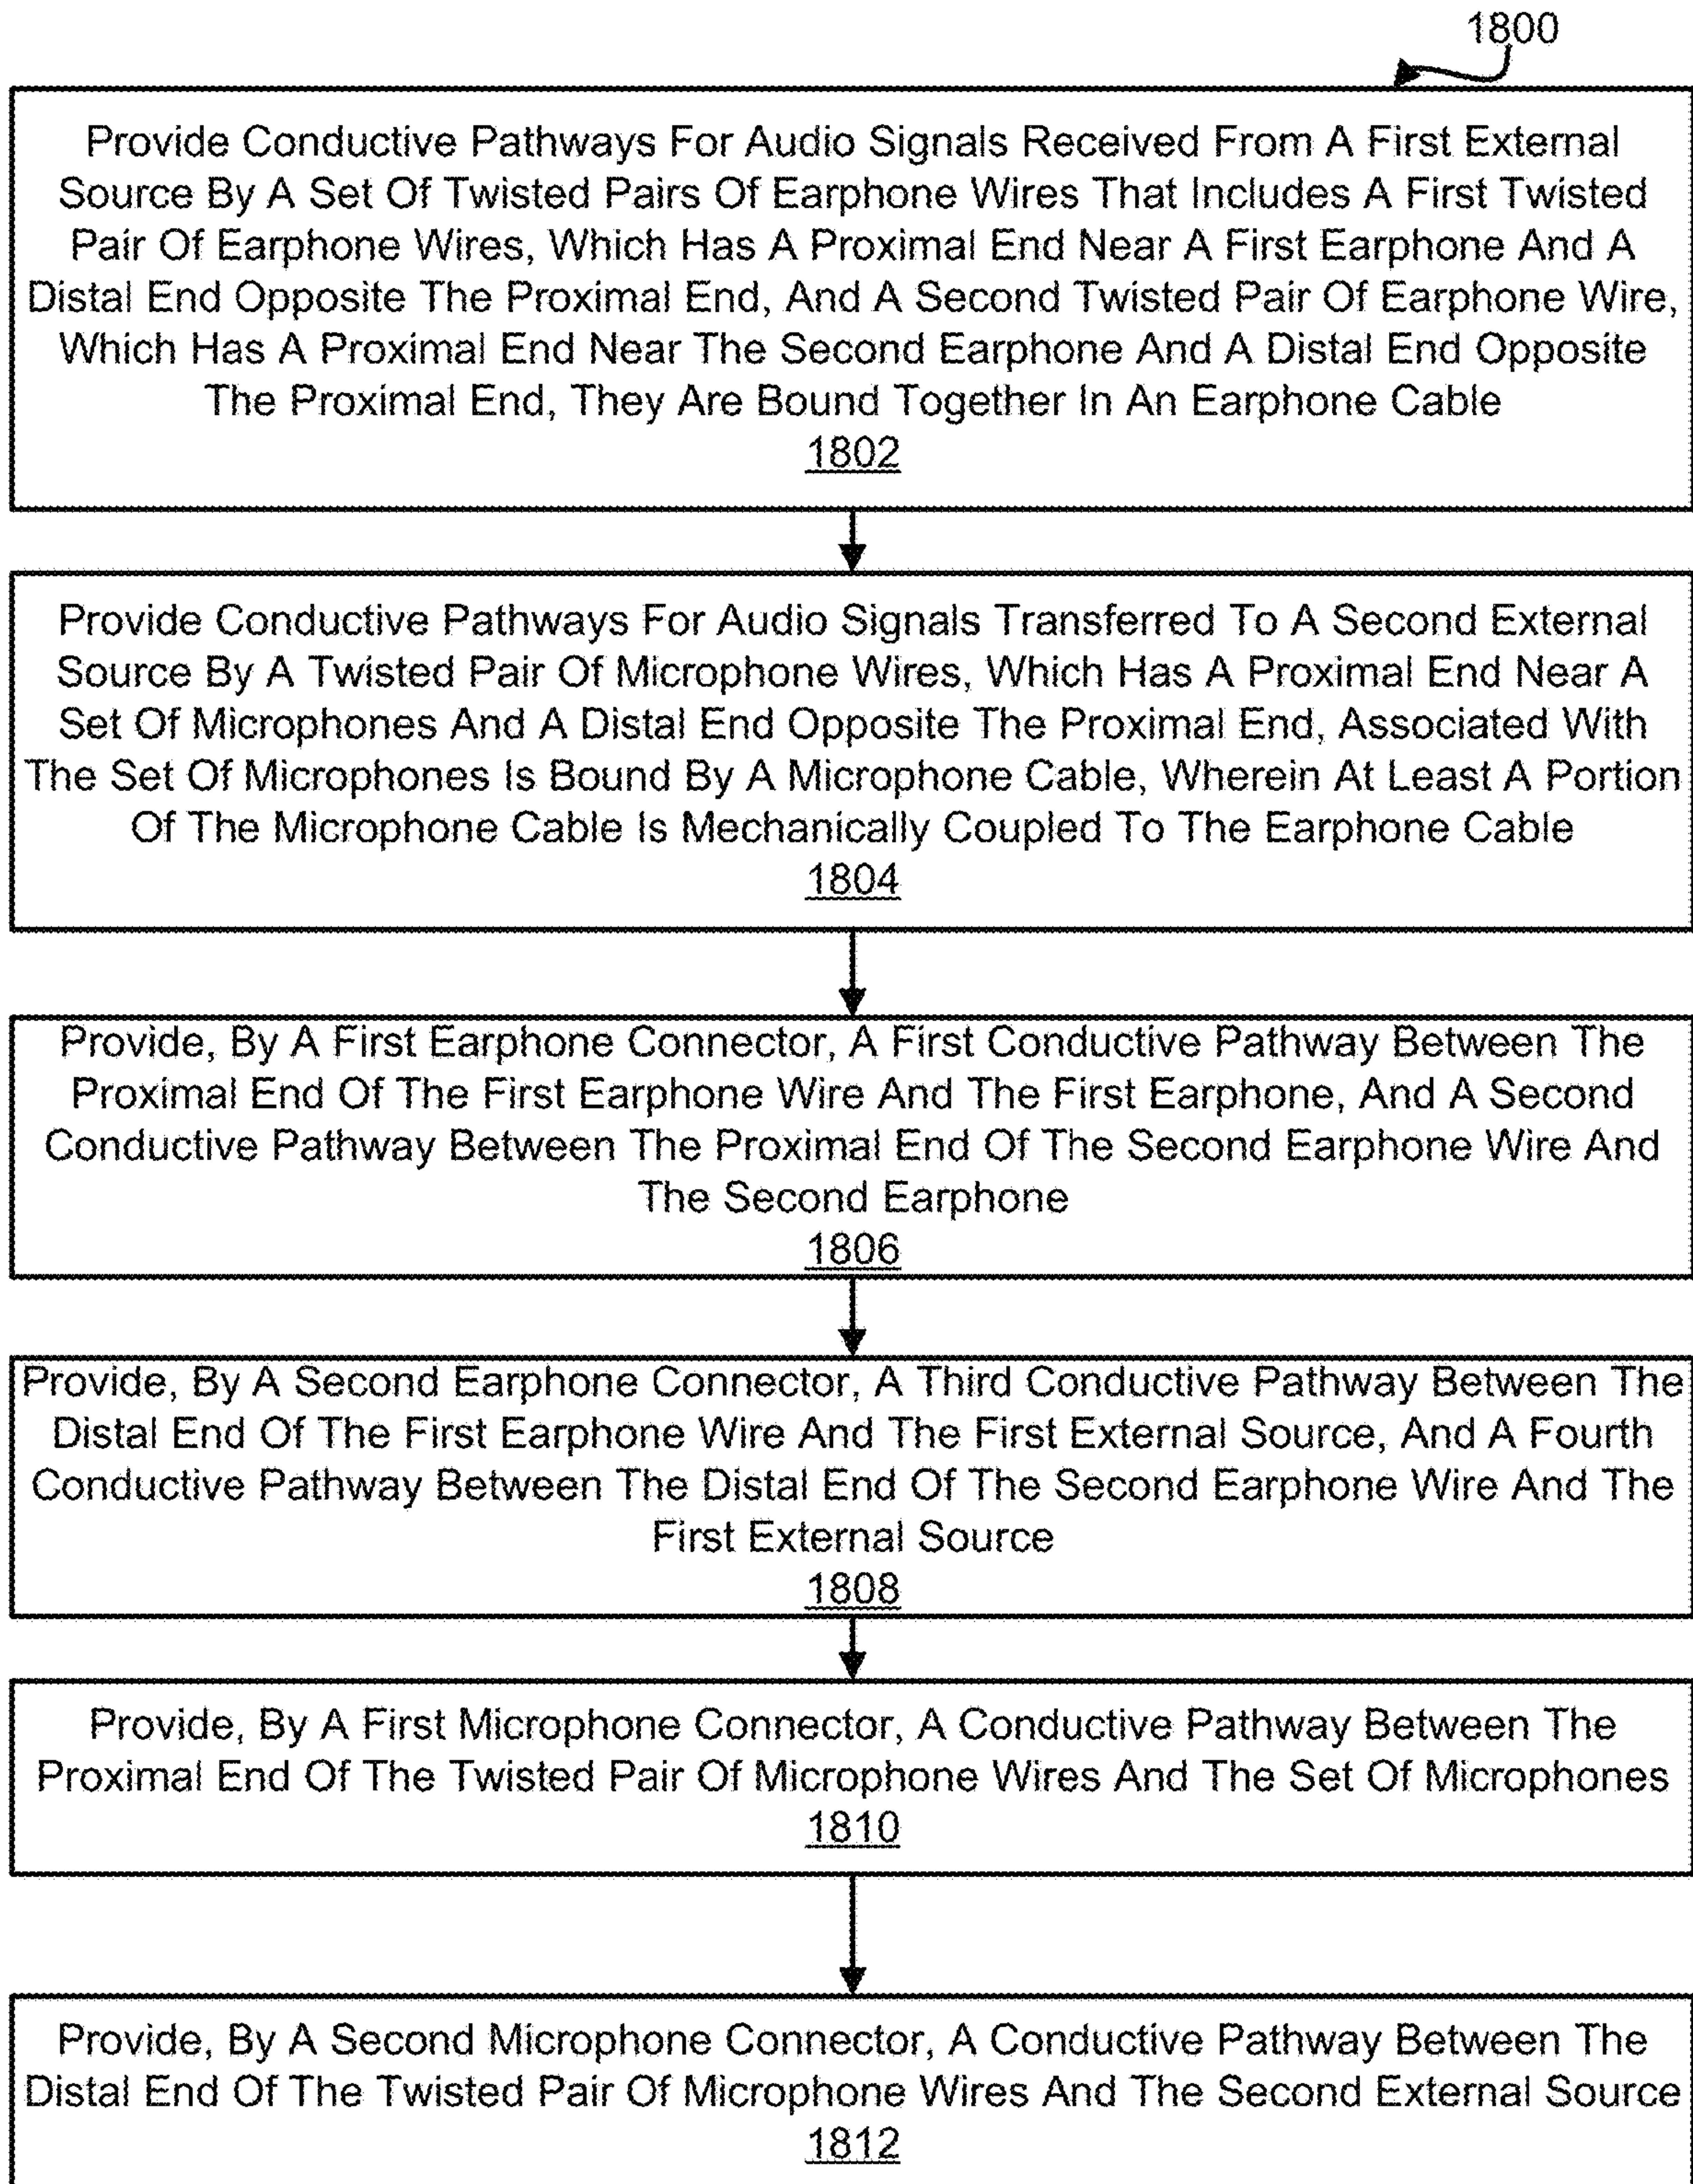 1800
Provide Conductive Pathways For Audio Signals Received From A First External
Source By A Set Of Twisted Pairs Of Earphone Wires That Includes A First Twisted
Pair Of Earphone Wires, Which Has A Proximal End Near A First Earphone And A
Distal End Opposite The Proximal End, And A Second Twisted Pair Of Earphone Wire,
Which Has A Proximal End Near The Second Earphone And A Distal End Opposite
The Proximal End, They Are Bound Together In An Earphone Cable
1802
Provide Conductive Pathways For Audio Signals Transferred To A Second External
Source By A Twisted Pair Of Microphone Wires, Which Has A Proximal End Near A
Set Of Microphones And A Distal End Opposite The Proximal End, Associated With
The Set Of Microphones Is Bound By A Microphone Cable, Wherein At Least A Portion
Of The Microphone Cable Is Mechanically Coupled To The Earphone Cable
1804
Provide, By A First Earphone Connector, A First Conductive Pathway Between The
Proximal End Of The First Earphone Wire And The First Earphone, And A Second
Conductive Pathway Between The Proximal End Of The Second Earphone Wire And
The Second Earphone
1806
Provide, By A Second Earphone Connector, A Third Conductive Pathway Between The
Distal End Of The First Earphone Wire And The First External Source, And A Fourth
Conductive Pathway Between The Distal End Of The Second Earphone Wire And The
First External Source
1808
Provide, By A First Microphone Connector, A Conductive Pathway Between The
Proximal End Of The Twisted Pair Of Microphone Wires And The Set Of Microphones
1810
Provide, By A Second Microphone Connector, A Conductive Pathway Between The
Distal End Of The Twisted Pair Of Microphone Wires And The Second External Source
1812